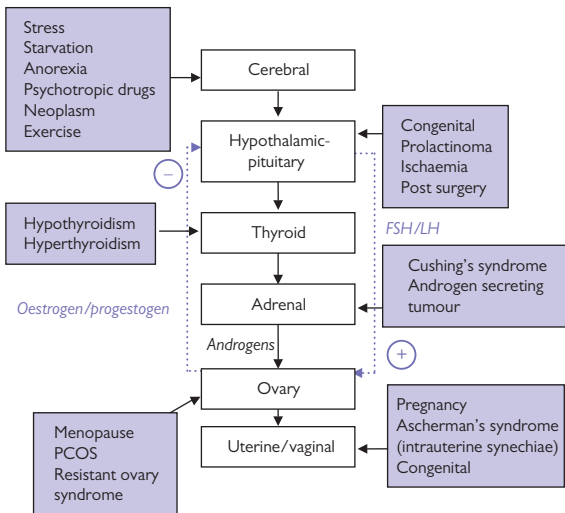 Stress
Starvation
Anorexia
Psychotropic drugs
Neoplasm
Exercise
Cerebral
Hypothalamic-
pituitary
Congenital
Prolactinoma
Ischaemia
Post surgery
−
Hypothyroidism
Hyperthyroidism
Thyroid
FSH/LH
Oestrogen/progestogen
Adrenal
Cushing's syndrome
Androgen secreting
tumour
Androgens
+
Ovary
Menopause
PCOS
Resistant ovary
syndrome
Uterine/vaginal
Pregnancy
Ascherman's syndrome
(intrauterine synechiae)
Congenital